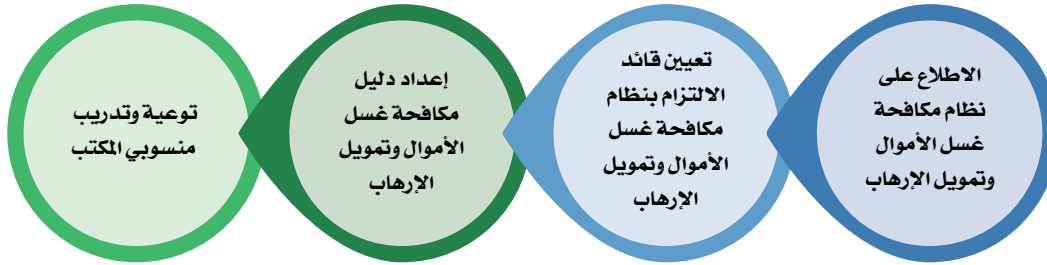 الاطلاع على
نظام مكافحة
غسل الأموال
وتمويل الإرهاب
تعيين قائد
الالتزام بنظام
مكافحة غسل
الأموال وتمويل
الإرهاب
إعداد دليل
مكافحة غسل
الأموال وتمويل
الإرهاب
توعية وتدريب
منسوبي المكتب